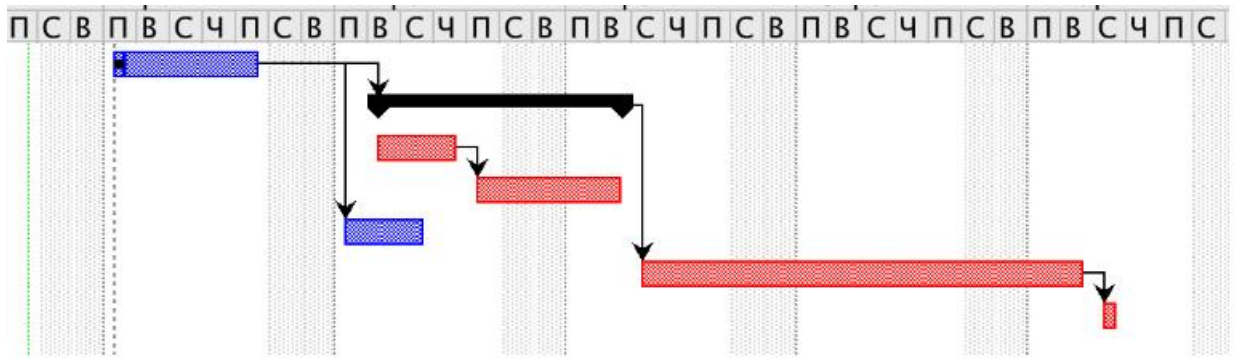 П С В П В С Ч П С В П В С Ч П С В П В С Ч П С В П В С Ч П С В П В С Ч П С